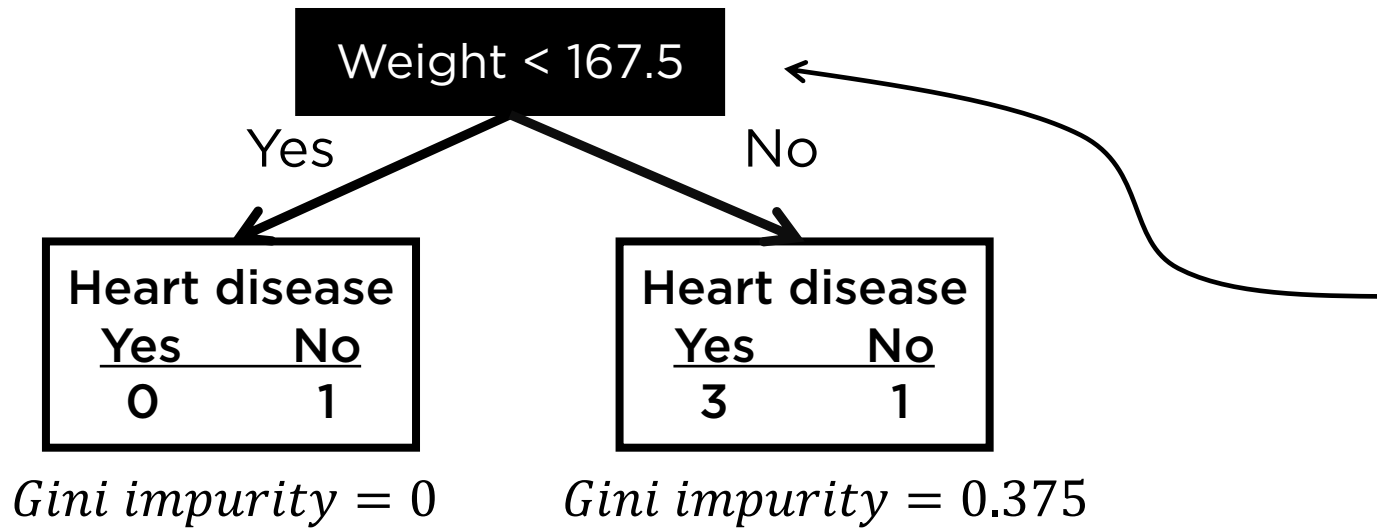 Weight < 167.5
Yes No
Heart disease
Yes No
0 1
Heart disease
Yes No
3 1
Gini impurity = 0
Gini impurity = 0.375